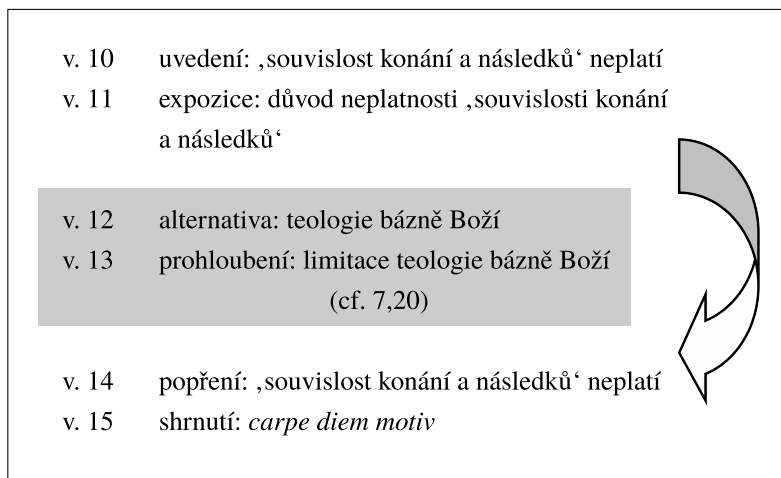 v. 10 uvedení: ‚souvislost konání a následků‘ neplatí
v. 11 expozice: důvod neplatnosti ‚souvislosti konání
a následků‘
v. 12 alternativa: teologie bázně Boží
v. 13 prohloubení: limitace teologie bázně Boží
(cf. 7,20)
v. 14 popření: ‚souvislost konání a následků‘ neplatí
v. 15 shrnutí: carpe diem motiv